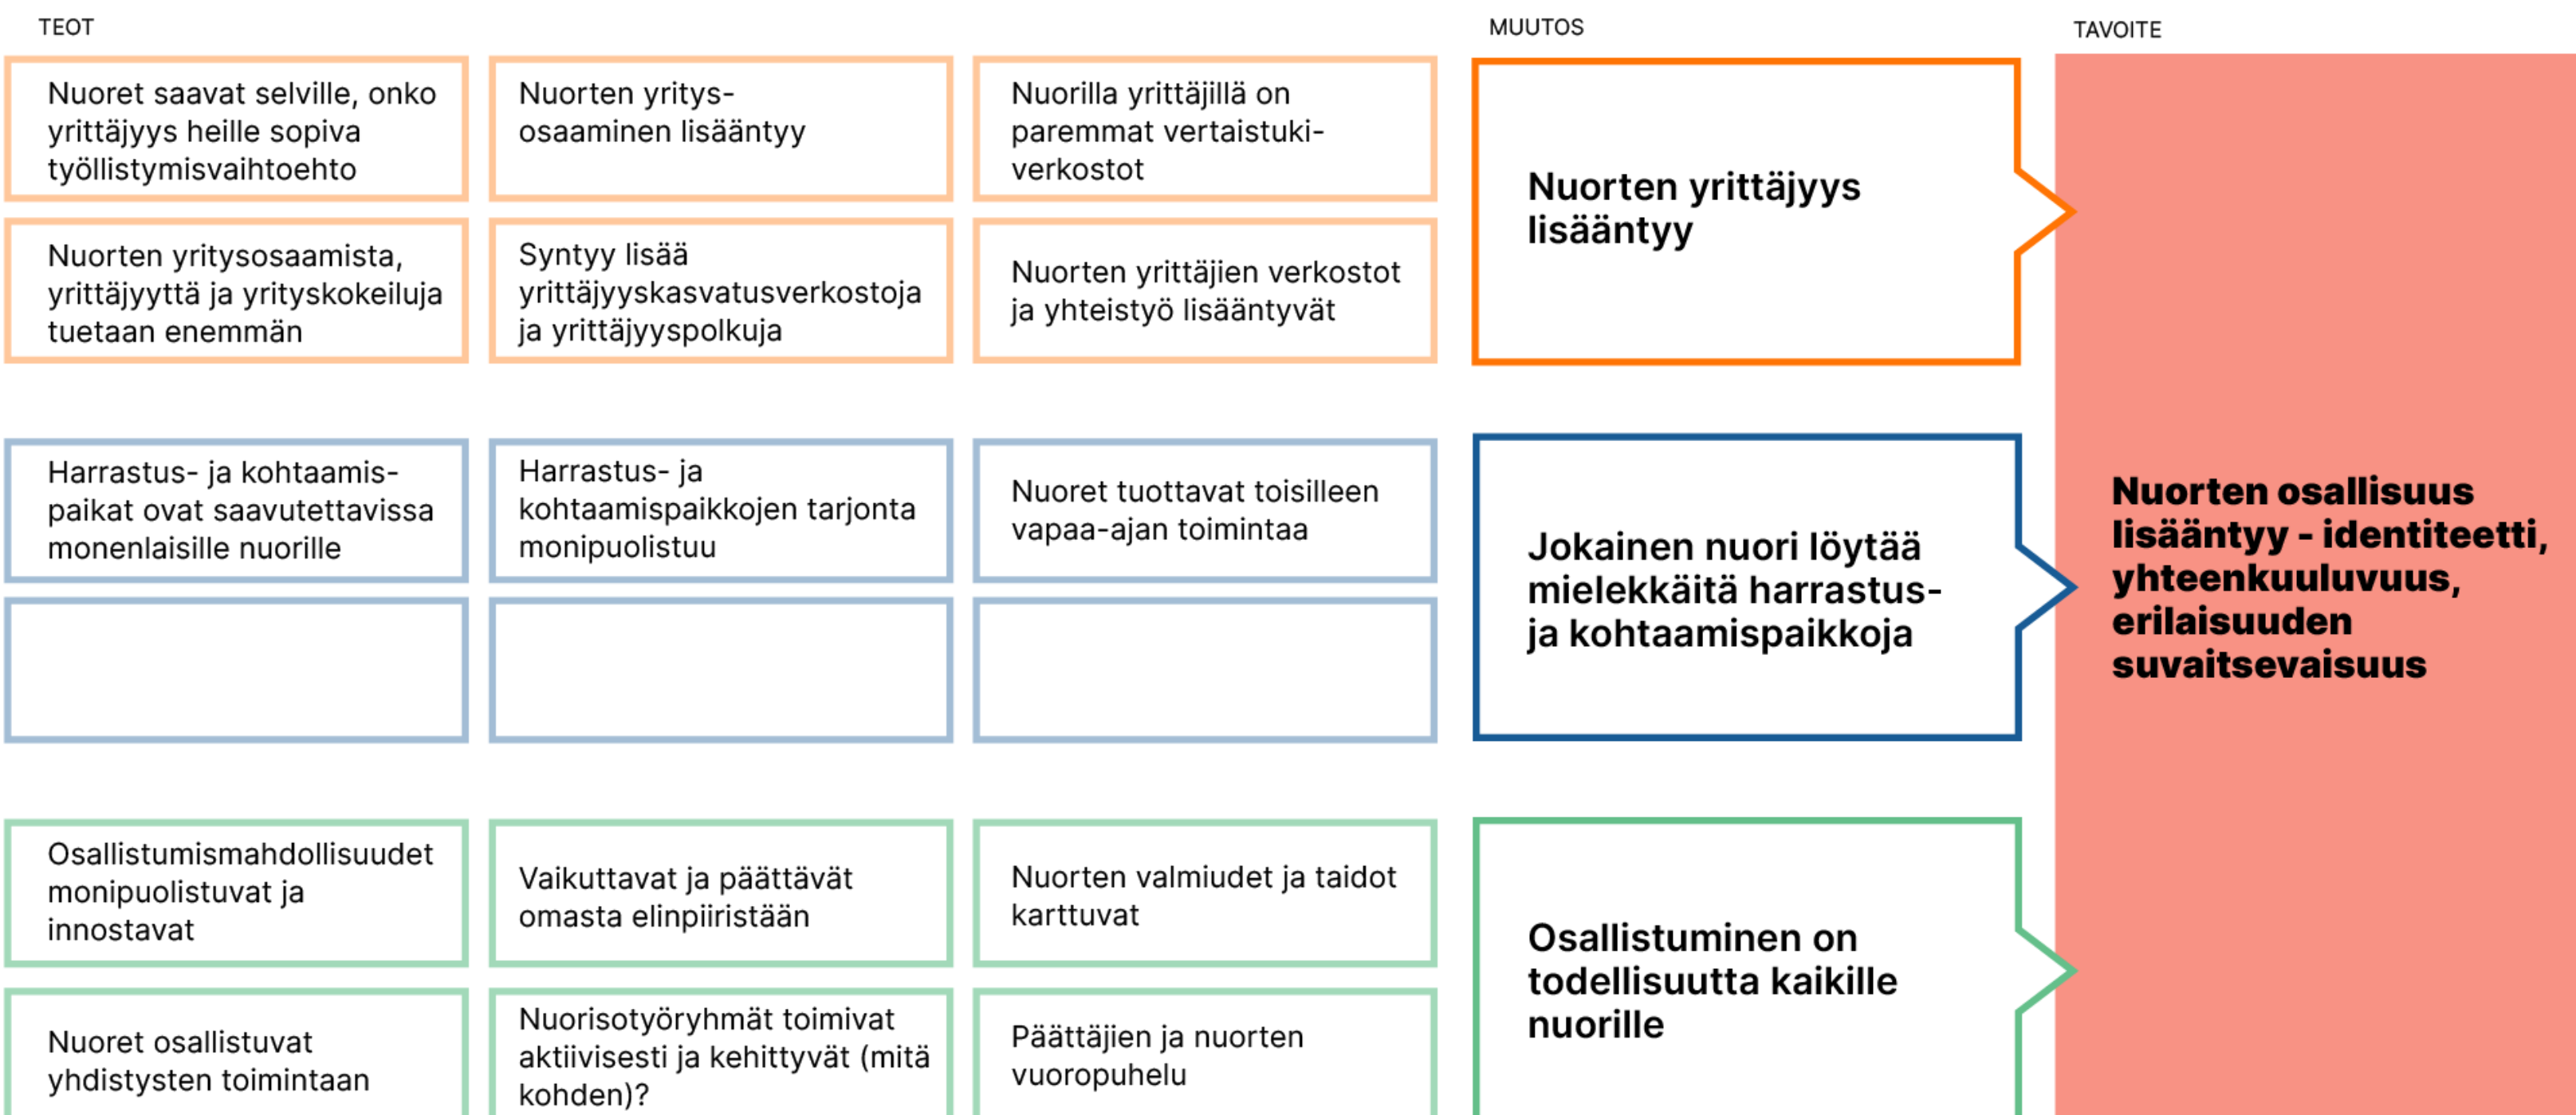 TEOT
MUUTOS
TAVOITE
Nuoret saavat selville, onko
yrittäjyys heille sopiva
työllistymisvaihtoehto
Nuorten yritys-
osaaminen lisääntyy
Nuorilla yrittäjillä on
paremmat vertaistuki-
verkostot
Nuorten yritysosaamista,
yrittäjyyttä ja yrityskokeiluja
tuetaan enemmän
Syntyy lisää
yrittäjyyskasvatusverkostoja
ja yrittäjyyspolkuja
Nuorten yrittäjien verkostot
ja yhteistyö lisääntyvät
Nuorten yrittäjyys
lisääntyy
Harrastus- ja kohtaamis-
paikat ovat saavutettavissa
monenlaisille nuorille
Harrastus- ja
kohtaamispaikkojen tarjonta
monipuolistuu
Nuoret tuottavat toisilleen
vapaa-ajan toimintaa
Jokainen nuori löytää
mielekkäitä harrastus-
ja kohtaamispaikkoja
Osallistumismahdollisuudet
monipuolistuvat ja
innostavat
Vaikuttavat ja päättävät
omasta elinpiiristään
Nuorten valmiudet ja taidot
karttuvat
Nuoret osallistuvat
yhdistysten toimintaan
Nuorisotyöryhmät toimivat
aktiivisesti ja kehittyvät (mitä
kohden)?
Päättäjien ja nuorten
vuoropuhelu
Osallistuminen on
todellisuutta kaikille
nuorille
Nuorten osallisuus
lisääntyy - identiteetti,
yhteenkuuluvuus,
erilaisuuden
suvaitsevaisuus